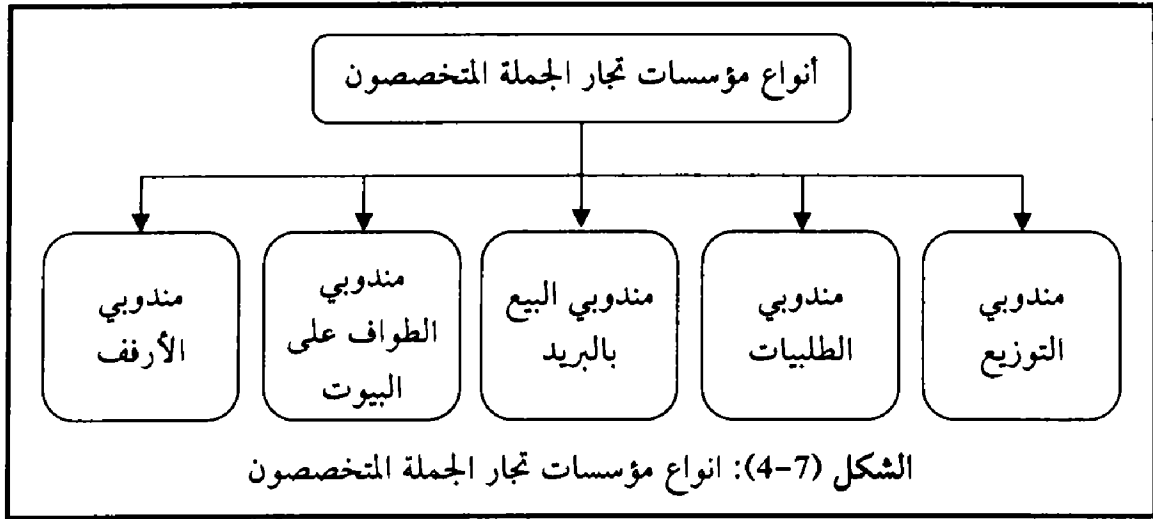 أنواع مؤسسات تجار الجملة المتخصصون
مندوبي
التوزيع
مندوبي
الطلبيات
مندوبي البيع
بالبريد
مندوبي
الطواف على
البيوت
مندوبي
الأرفف
الشكل (7-4): انواع مؤسسات تجار الجملة المتخصصون